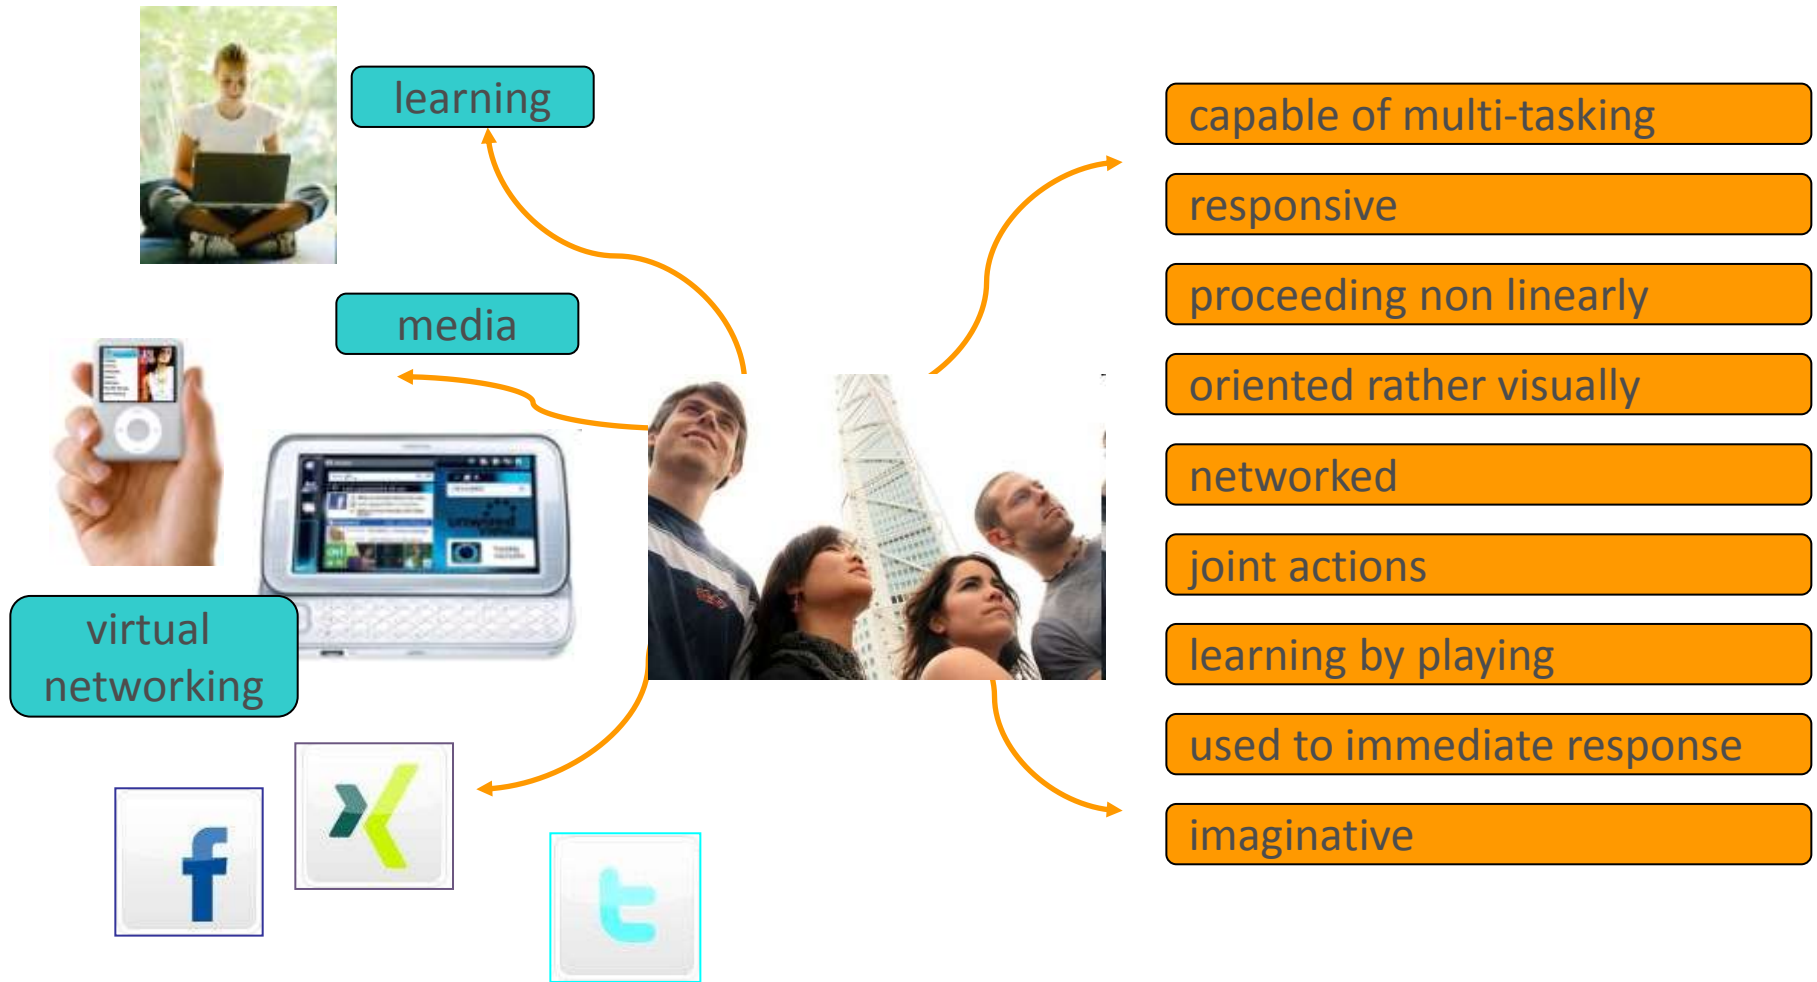 learning
media
virtual
networking
unwired
f
t
capable of multi-tasking
responsive
proceeding non linearly
oriented rather visually
networked
joint actions
learning by playing
used to immediate response
imaginative